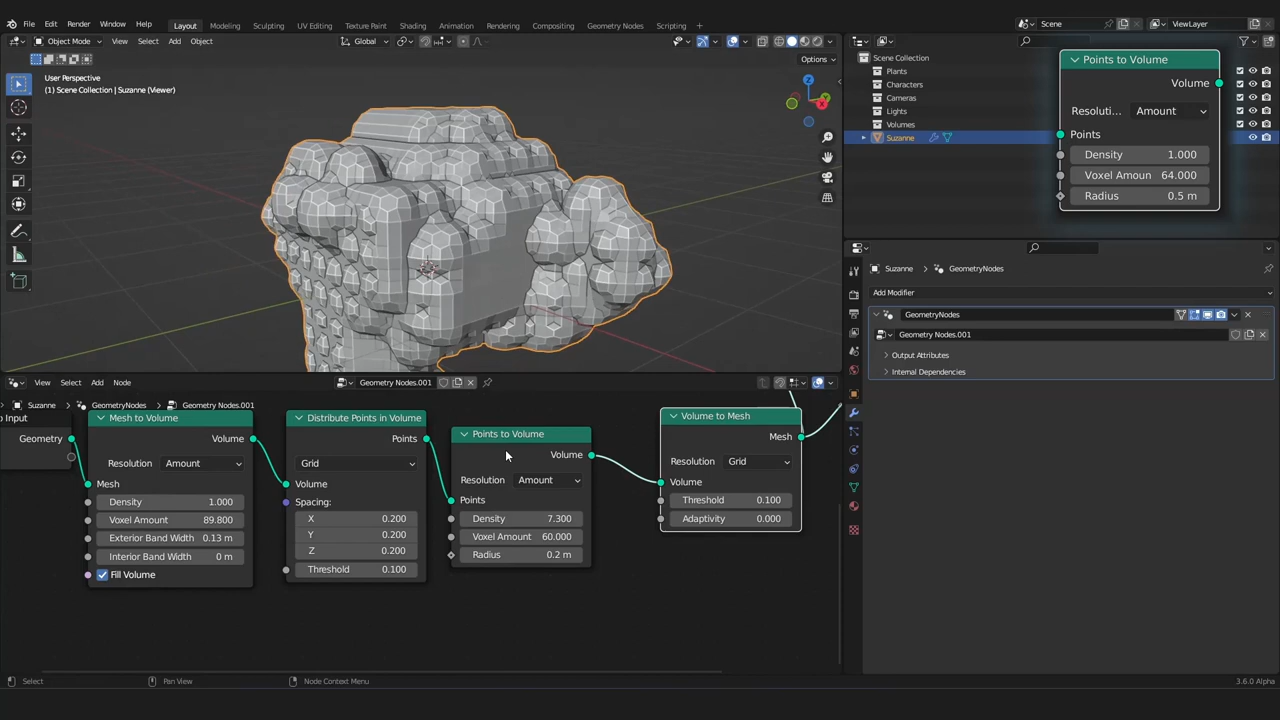 File Edit Render Window Help Layout Modeling Sculpting UV Editing Texture Paint Shading Animation Rendering Compositing Geometry Nodes Scripting + Scene ViewLayer
Object Mode View Select Add Object Global
Options
User Perspective
(1) Scene Collection | Suzanne (Viewer)
Z
Y
X
Scene Collection
Plants
Characters
Cameras
Lights
Volumes
Suzanne
Points to Volume
Volume
Resoluti... Amount
Points
Density 1.000
Voxel Amoun 64.000
Radius 0.5 m
Suzanne > GeometryNodes
Add Modifier
GeometryNodes
Geometry Nodes.001
Output Attributes
Internal Dependencies
View Select Add Node Geometry Nodes.001
Suzanne > GeometryNodes > Geometry Nodes.001
p Input
Geometry
Mesh to Volume
Volume
Resolution Amount
Mesh
Density 1.000
Voxel Amount 89.800
Exterior Band Width 0.13 m
Interior Band Width 0 m
Fill Volume
Distribute Points in Volume
Points
Grid
Volume
Spacing:
X 0.200
Y 0.200
Z 0.200
Threshold 0.100
Points to Volume
Volume
Resolution Amount
Points
Density 7.300
Voxel Amount 60.000
Radius 0.2 m
Volume to Mesh
Mesh
Resolution Grid
Volume
Threshold 0.100
Adaptivity 0.000
Select Pan View Node Context Menu 3.6.0 Alpha